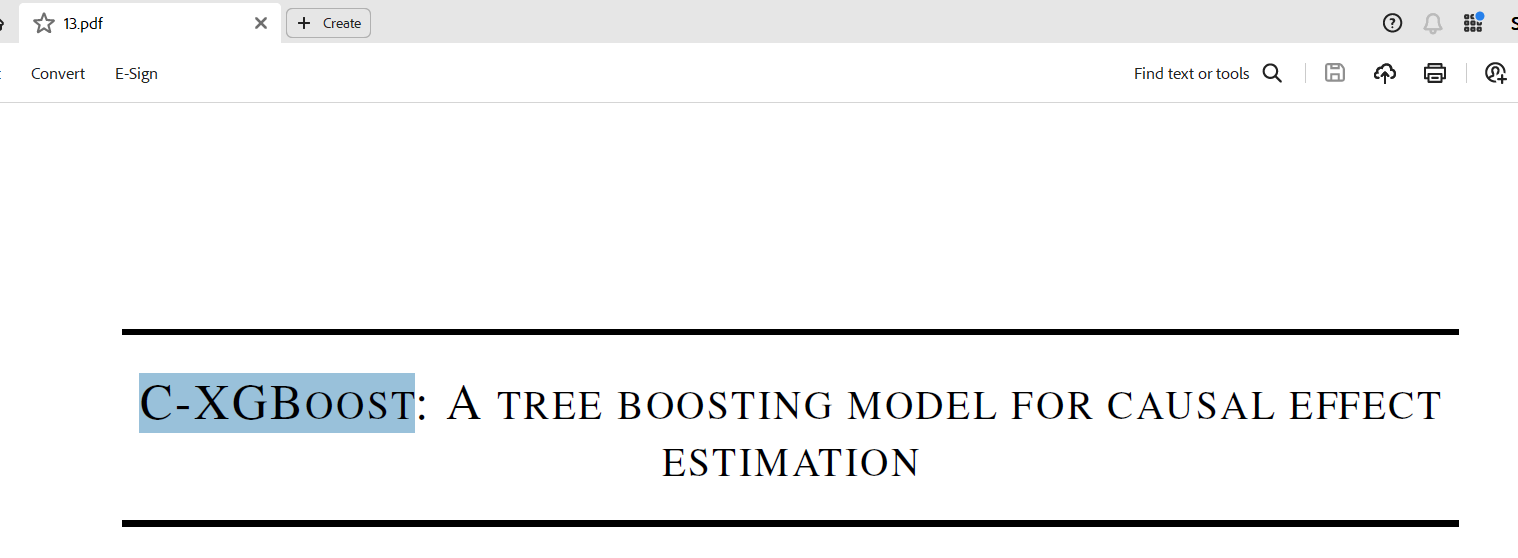 13.pdf
Create
Convert
E-Sign
Find text or tools
C-XGBOOST: A TREE BOOSTING MODEL FOR CAUSAL EFFECT
ESTIMATION